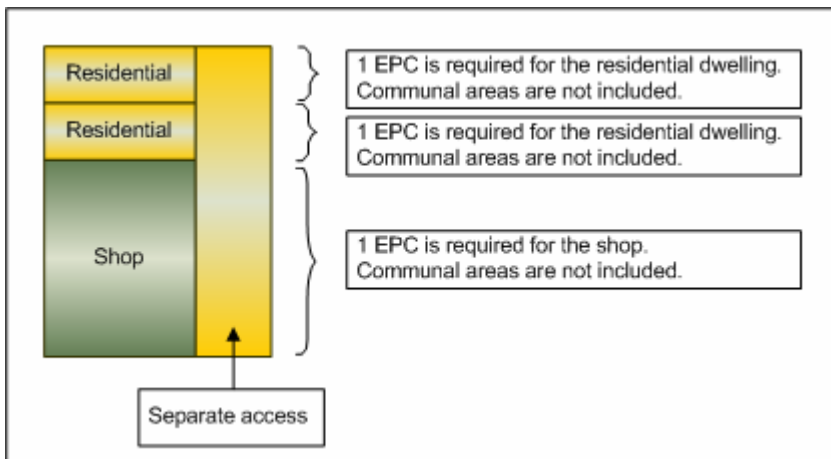 Residential
1 EPC is required for the residential dwelling.
Communal areas are not included.
Residential
1 EPC is required for the residential dwelling.
Communal areas are not included.
Shop
1 EPC is required for the shop.
Communal areas are not included.
Separate access